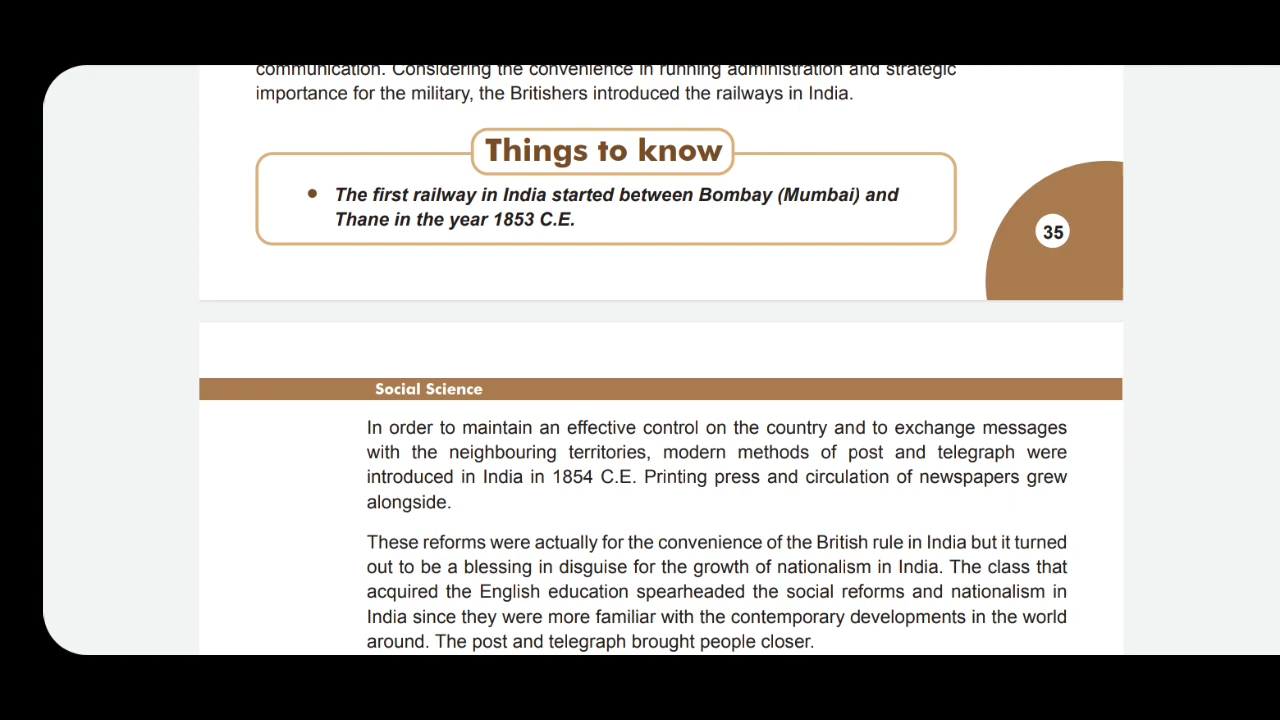 communication. Considering the convenience in running administration and strategic
importance for the military, the Britishers introduced the railways in India.
Things to know
• The first railway in India started between Bombay (Mumbai) and
Thane in the year 1853 C.E.
35
Social Science
In order to maintain an effective control on the country and to exchange messages
with the neighbouring territories, modern methods of post and telegraph were
introduced in India in 1854 C.E. Printing press and circulation of newspapers grew
alongside.
These reforms were actually for the convenience of the British rule in India but it turned
out to be a blessing in disguise for the growth of nationalism in India. The class that
acquired the English education spearheaded the social reforms and nationalism in
India since they were more familiar with the contemporary developments in the world
around. The post and telegraph brought people closer.